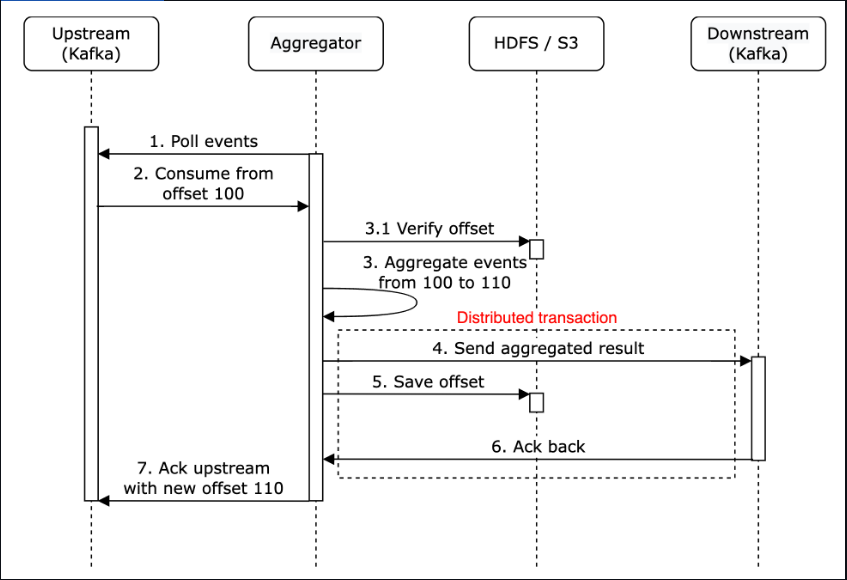 Upstream
(Kafka)
Aggregator
HDFS / S3
Downstream
(Kafka)
1. Poll events
2. Consume from
offset 100
3.1 Verify offset
3. Aggregate events
from 100 to 110
Distributed transaction
4. Send aggregated result
5. Save offset
6. Ack back
7. Ack upstream
with new offset 110